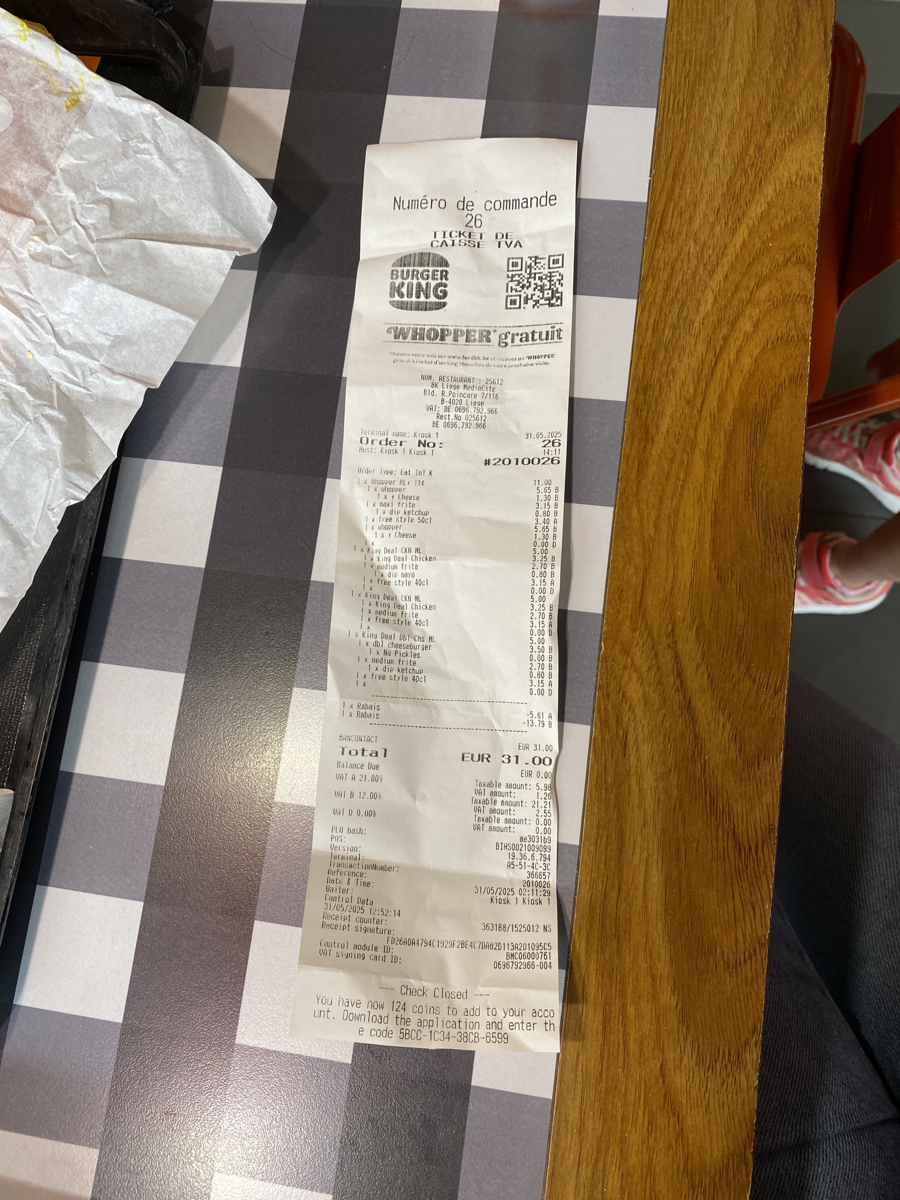 Numéro de commande
26
TICKET DE
CAISSE TVA
BURGER
KING
WHOPPER gratuit
NUM. RESTAURANT : 25612
BK Liege MediaCite
Bld. R.Poincare 7/116
B-4020 Liege
VAT: BE 0696.792.966
Rest.No 025612
BE 0696.792.966
Terminal name: Kiosk 1 31.05.2025
Order No: 26
Host: Kiosk 1 Kiosk 1 14:11
#2010026
Order Type: Eat In! K
1 x Whopper ML+ 11.00
1 x whopper 5.65 B
1 x + Cheese 1.30 B
1 x maxi frite 3.15 B
1 x dip ketchup 0.80 B
1 x free style 50cl 3.40 A
1 x whopper 5.65 B
1 x + Cheese 1.30 B
1 x 0.00 D
1 x King Deal CKN ML 5.00
1 x King Deal Chicken 3.25 B
1 x medium frite 2.70 B
1 x dip mayo 0.80 B
1 x free style 40cl 3.15 A
1 x 0.00 D
1 x King Deal CKN ML 5.00
1 x King Deal Chicken 3.25 B
1 x medium frite 2.70 B
1 x free style 40cl 3.15 A
1 x 0.00 D
1 x King Deal Dbl Chs ML 5.00
1 x dbl cheeseburger 3.50 B
1 x No Pickles 0.00 B
1 x medium frite 2.70 B
1 x dip ketchup 0.80 B
1 x free style 40cl 3.15 A
1 x 0.00 D
1 x Rabais -5.61 A
1 x Rabais -13.79 B
BANCONTACT EUR 31.00
Total EUR 31.00
Balance Due EUR 0.00
VAT A 21.00% Taxable amount: 5.98
VAT amount: 1.26
VAT B 12.00% Taxable amount: 21.21
VAT amount: 2.55
VAT D 0.00% Taxable amount: 0.00
VAT amount: 0.00
PLU hash: ae3031b9
POS: BIHS0021009099
Version: 19.36.6.794
Terminal: A5-51-4C-3C
TransactionNumber: 366657
Reference: 2010026
Date & time: 31/05/2025 02:11:29
Waiter: Kiosk 1 Kiosk 1
Control Data
31/05/2025 12:52:14
Receipt counter: 363188/1525012 NS
Receipt signature:
FD26A0A4794C1929F2BE4C7DA82D113A201095C5
Control module ID: BMC06000761
VAT signing card ID: 0696792966-004
--- Check Closed ---
You have now 124 coins to add to your acco
unt. Download the application and enter th
e code 5BCC-1C34-38CB-6599